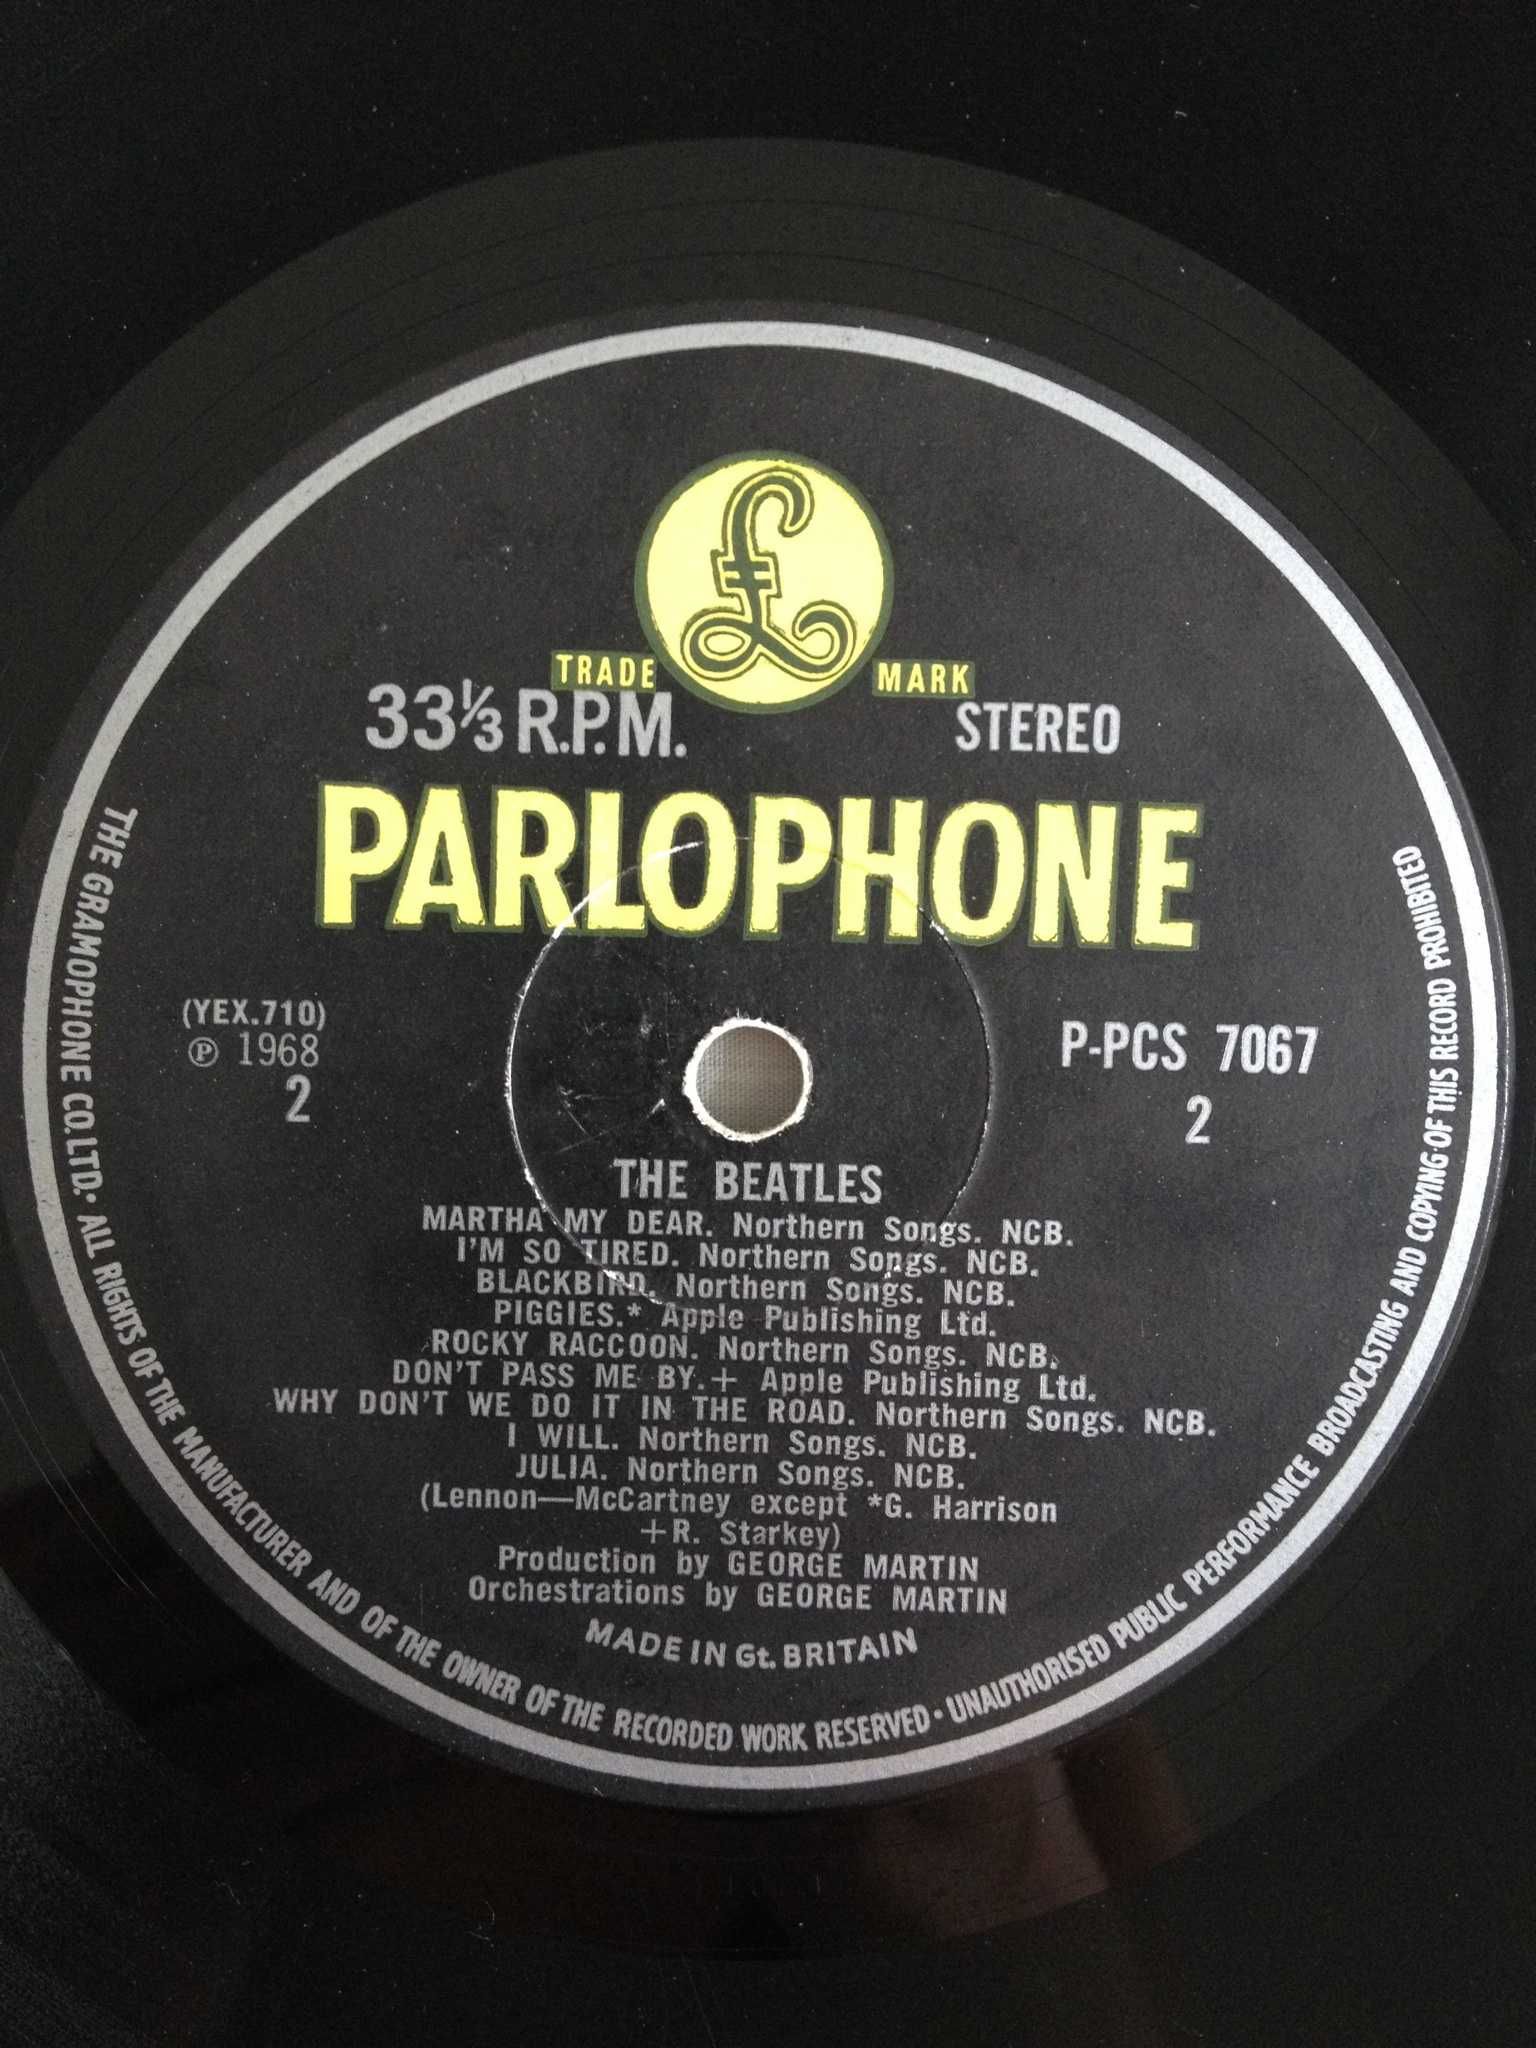 £
TRADE MARK
33⅓ R.P.M. STEREO
PARLOPHONE
(YEX.710)
℗ 1968
2
P-PCS 7067
2
THE BEATLES
MARTHA MY DEAR. Northern Songs. NCB.
I'M SO TIRED. Northern Songs. NCB.
BLACKBIRD. Northern Songs. NCB.
PIGGIES.* Apple Publishing Ltd.
ROCKY RACCOON. Northern Songs. NCB.
DON'T PASS ME BY.+ Apple Publishing Ltd.
WHY DON'T WE DO IT IN THE ROAD. Northern Songs. NCB.
I WILL. Northern Songs. NCB.
JULIA. Northern Songs. NCB.
(Lennon—McCartney except *G. Harrison
+R. Starkey)
Production by GEORGE MARTIN
Orchestrations by GEORGE MARTIN
MADE IN Gt. BRITAIN
THE GRAMOPHONE CO. LTD. • ALL RIGHTS OF THE MANUFACTURER AND OF THE OWNER OF THE RECORDED WORK RESERVED • UNAUTHORISED PUBLIC PERFORMANCE BROADCASTING AND COPYING OF THIS RECORD PROHIBITED